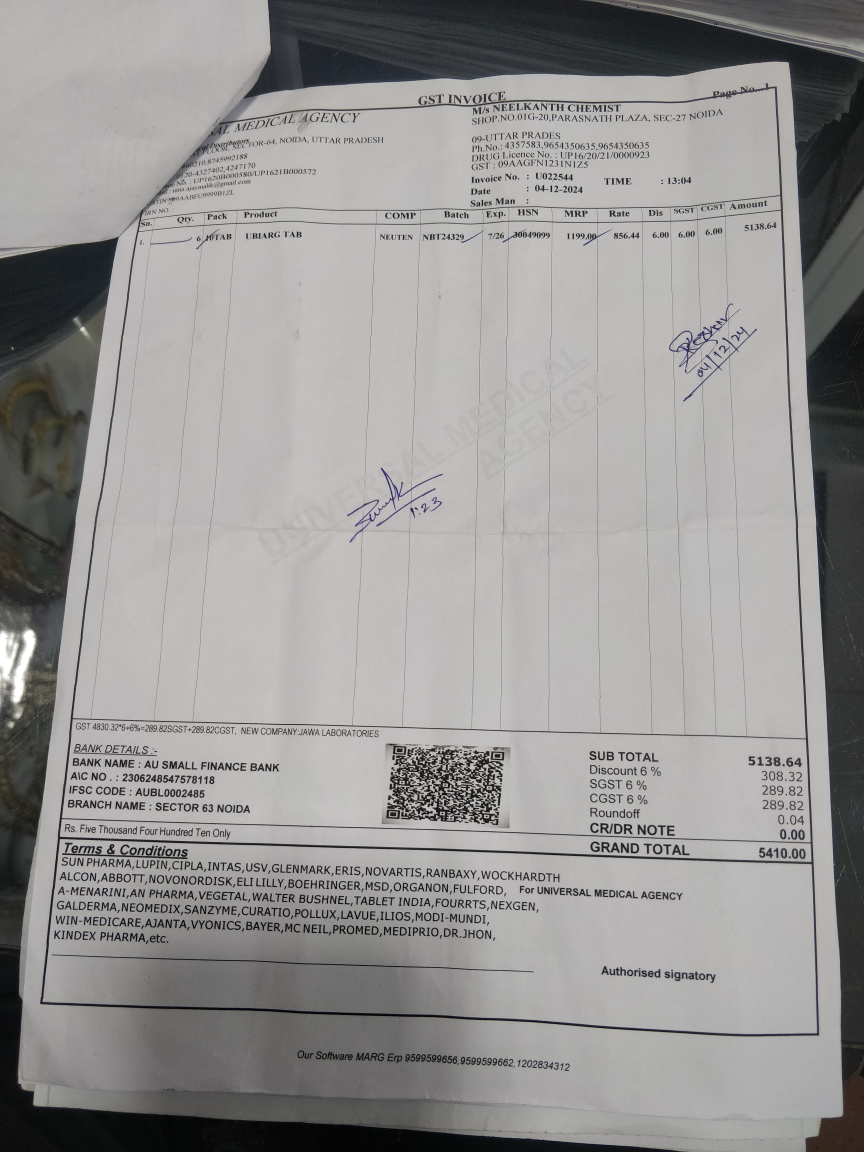 GST INVOICE
Page No...1
MEDICAL AGENCY
SECTOR-64, NOIDA, UTTAR PRADESH
8745992188
0120-4327402,4247170
UP1620H000580/UP1621H000572
M/s NEELKANTH CHEMIST
SHOP.NO.01G-20,PARASNATH PLAZA, SEC-27 NOIDA
09-UTTAR PRADES
Ph.No.: 4357583,9654350635,9654350635
DRUG Licence No. : UP16/20/21/0000923
GST : 09AAGFN1231N1Z5
Invoice No. : U022544
Date : 04-12-2024 TIME : 13:04
Sales Man :
Sn. Qty. Pack Product COMP Batch Exp. HSN MRP Rate Dis SGST CGST Amount
1. 6 10TAB UBIARG TAB NEUTEN NBT24329 7/26 30049099 1199.00 856.44 6.00 6.00 6.00 5138.64
04/12/24
1:23
UNIVERSAL MEDICAL
AGENCY
GST 4830.32*6+6%=289.82SGST+289.82CGST, NEW COMPANY:JAWA LABORATORIES
BANK DETAILS :-
BANK NAME : AU SMALL FINANCE BANK
A\C NO . : 2306248547578118
IFSC CODE : AUBL0002485
BRANCH NAME : SECTOR 63 NOIDA
SUB TOTAL 5138.64
Discount 6 % 308.32
SGST 6 % 289.82
CGST 6 % 289.82
Roundoff 0.04
CR/DR NOTE 0.00
GRAND TOTAL 5410.00
Rs. Five Thousand Four Hundred Ten Only
Terms & Conditions
SUN PHARMA,LUPIN,CIPLA,INTAS,USV,GLENMARK,ERIS,NOVARTIS,RANBAXY,WOCKHARDTH
ALCON,ABBOTT,NOVONORDISK,ELI LILLY,BOEHRINGER,MSD,ORGANON,FULFORD, For UNIVERSAL MEDICAL AGENCY
A-MENARINI,AN PHARMA,VEGETAL,WALTER BUSHNEL,TABLET INDIA,FOURRTS,NEXGEN,
GALDERMA,NEOMEDIX,SANZYME,CURATIO,POLLUX,LAVUE,ILIOS,MODI-MUNDI,
WIN-MEDICARE,AJANTA,VYONICS,BAYER,MC NEIL,PROMED,MEDIPRIO,DR.JHON,
KINDEX PHARMA,etc.
Authorised signatory
Our Software MARG Erp 9599599656,9599599662,1202834312